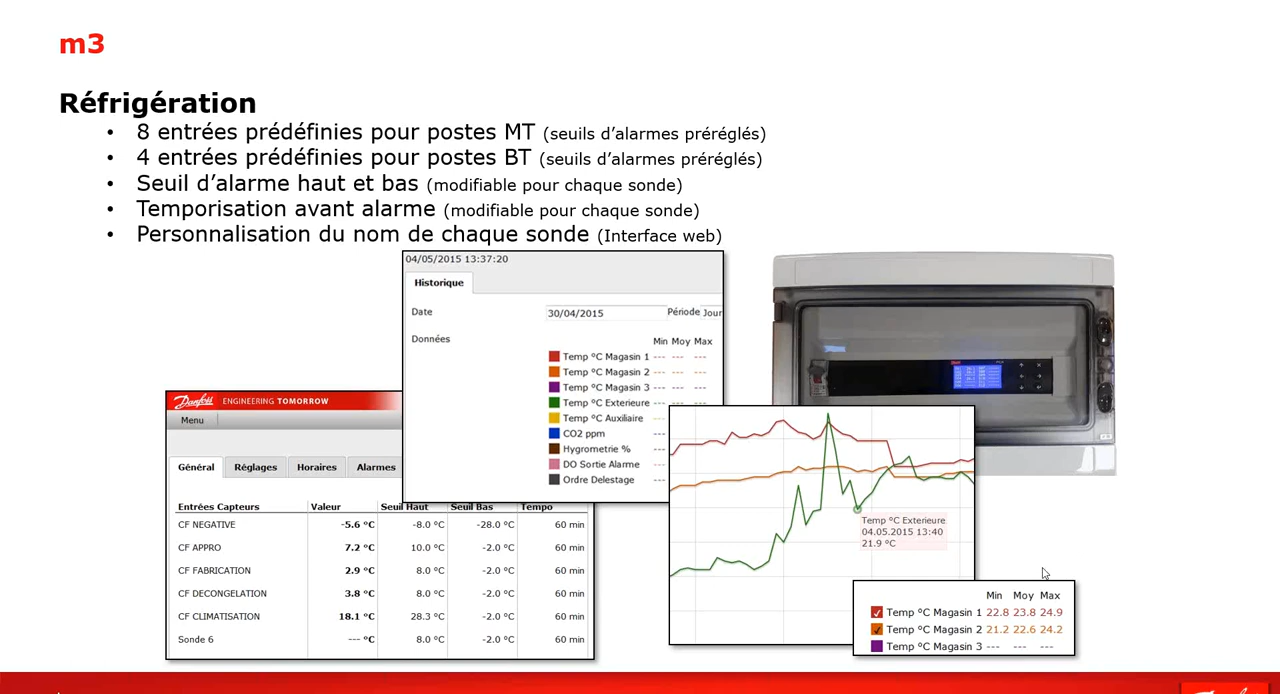 m3
Réfrigération
• 8 entrées prédéfinies pour postes MT (seuils d’alarmes préréglés)
• 4 entrées prédéfinies pour postes BT (seuils d’alarmes préréglés)
• Seuil d’alarme haut et bas (modifiable pour chaque sonde)
• Temporisation avant alarme (modifiable pour chaque sonde)
• Personnalisation du nom de chaque sonde (Interface web)
04/05/2015 13:37:20
Historique
Date 30/04/2015 Période Jour
Données
Min Moy Max
Temp °C Magasin 1 --- --- ---
Temp °C Magasin 2 --- --- ---
Temp °C Magasin 3 --- --- ---
Temp °C Exterieure --- --- ---
Temp °C Auxiliaire ---
CO2 ppm ---
Hygrometrie % ---
DO Sortie Alarme ---
Ordre Delestage ---
Danfoss ENGINEERING TOMORROW
Menu
Général Réglages Horaires Alarmes
Entrées Capteurs Valeur Seuil Haut Seuil Bas Tempo
CF NEGATIVE -5.6 °C -8.0 °C -28.0 °C 60 min
CF APPRO 7.2 °C 10.0 °C -2.0 °C 60 min
CF FABRICATION 2.9 °C 8.0 °C -2.0 °C 60 min
CF DECONGELATION 3.8 °C 8.0 °C -2.0 °C 60 min
CF CLIMATISATION 18.1 °C 28.3 °C -2.0 °C 60 min
Sonde 6 --- °C 8.0 °C -2.0 °C 60 min
Temp °C Exterieure
04.05.2015 13:40
21.9 °C
Min Moy Max
Temp °C Magasin 1 22.8 23.8 24.9
Temp °C Magasin 2 21.2 22.6 24.2
Temp °C Magasin 3 --- --- ---